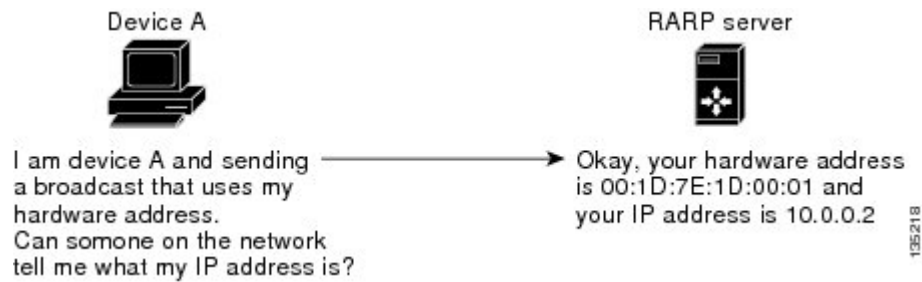 Device A
RARP server
I am device A and sending
a broadcast that uses my
hardware address.
Can somone on the network
tell me what my IP address is?
Okay, your hardware address
is 00:1D:7E:1D:00:01 and
your IP address is 10.0.0.2
135218